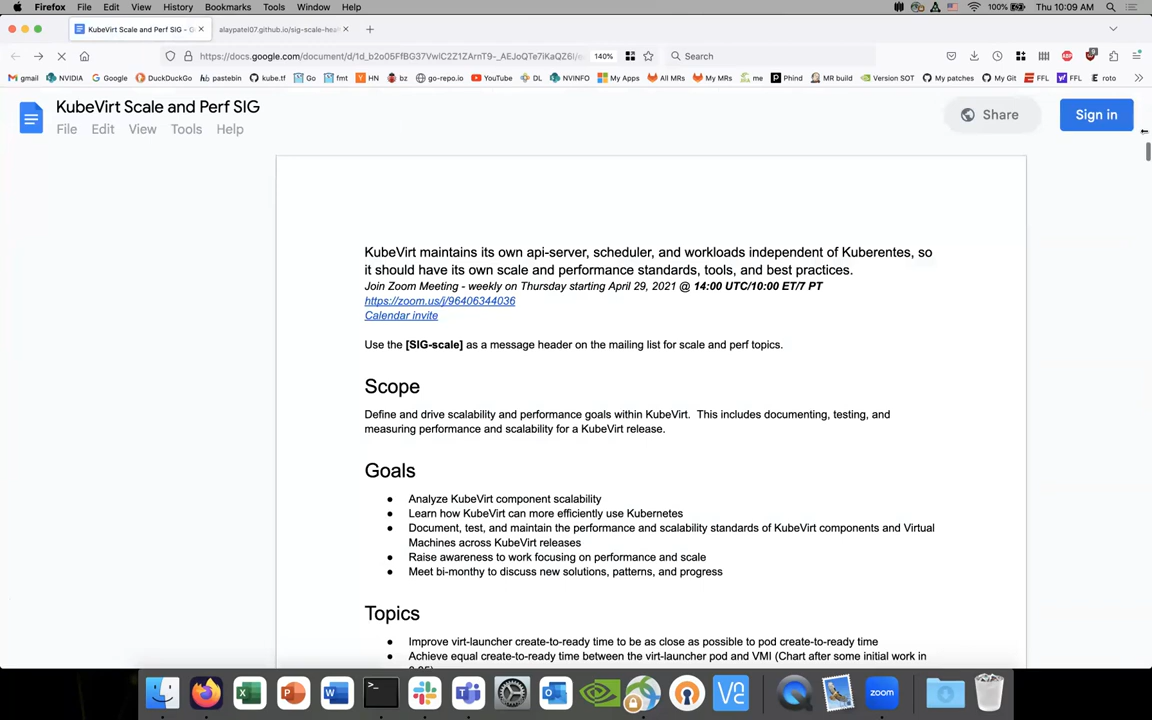 Firefox File Edit View History Bookmarks Tools Window Help 100% Thu 10:09 AM
KubeVirt Scale and Perf SIG - G
alaypatel07.github.io/sig-scale-hea
https://docs.google.com/document/d/1d_b2o05FfBG37VwlC2Z1ZArnT9-_AEJoQTe7iKaQZ6I/e
140%
Search
gmail NVIDIA Google DuckDuckGo pastebin kube.tf Go fmt HN bz go-repo.io YouTube DL NVINFO My Apps All MRs My MRs me Phind MR build Version SOT My patches My Git FFL FFL roto
KubeVirt Scale and Perf SIG
File Edit View Tools Help
Share
Sign in
KubeVirt maintains its own api-server, scheduler, and workloads independent of Kuberentes, so
it should have its own scale and performance standards, tools, and best practices.
Join Zoom Meeting - weekly on Thursday starting April 29, 2021 @ 14:00 UTC/10:00 ET/7 PT
https://zoom.us/j/96406344036
Calendar invite
Use the [SIG-scale] as a message header on the mailing list for scale and perf topics.
Scope
Define and drive scalability and performance goals within KubeVirt. This includes documenting, testing, and
measuring performance and scalability for a KubeVirt release.
Goals
● Analyze KubeVirt component scalability
● Learn how KubeVirt can more efficiently use Kubernetes
● Document, test, and maintain the performance and scalability standards of KubeVirt components and Virtual
Machines across KubeVirt releases
● Raise awareness to work focusing on performance and scale
● Meet bi-monthy to discuss new solutions, patterns, and progress
Topics
● Improve virt-launcher create-to-ready time to be as close as possible to pod create-to-ready time
● Achieve equal create-to-ready time between the virt-launcher pod and VMI (Chart after some initial work in
zoom